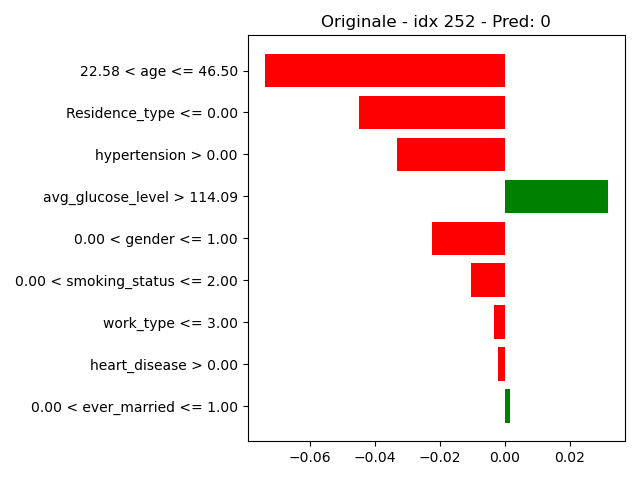 Originale - idx 252 - Pred: 0
22.58 < age <= 46.50
Residence_type <= 0.00
hypertension > 0.00
avg_glucose_level > 114.09
0.00 < gender <= 1.00
0.00 < smoking_status <= 2.00
work_type <= 3.00
heart_disease > 0.00
0.00 < ever_married <= 1.00
−0.06 −0.04 −0.02 0.00 0.02